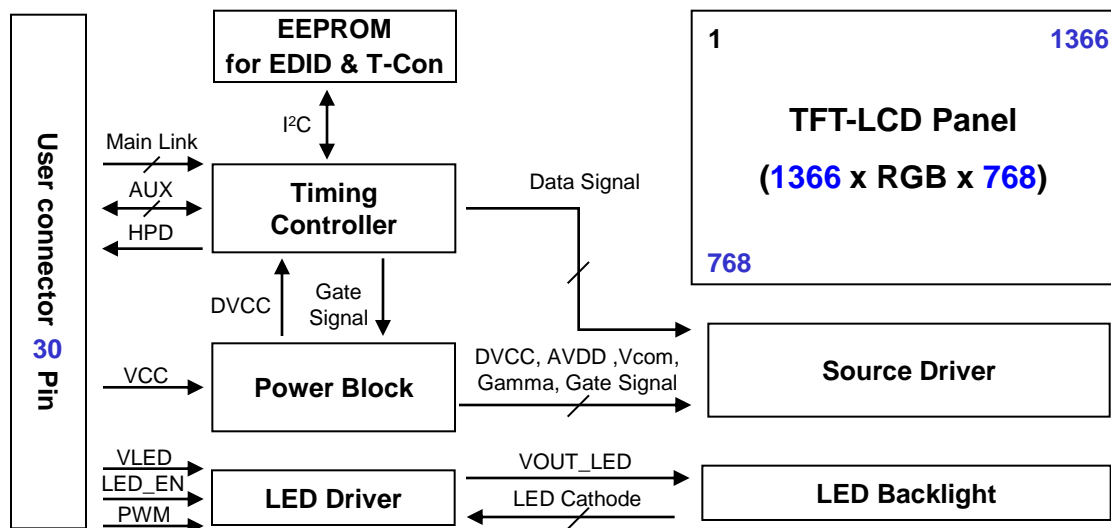 EEPROM
for EDID & T-Con
I²C
User connector 30 Pin
Main Link
AUX
HPD
Timing
Controller
Data Signal
1
1366
TFT-LCD Panel
(1366 x RGB x 768)
768
DVCC
Gate
Signal
VCC
Power Block
DVCC, AVDD ,Vcom,
Gamma, Gate Signal
Source Driver
VLED
LED_EN
PWM
LED Driver
VOUT_LED
LED Cathode
LED Backlight